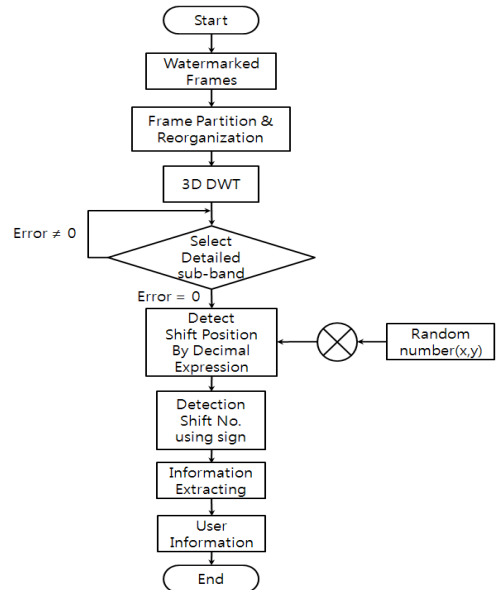 Start
Watermarked
Frames
Frame Partition &
Reorganization
3D DWT
Error ≠ 0
Select
Detailed
sub-band
Error = 0
Detect
Shift Position
By Decimal
Expression
Random
number(x,y)
Detection
Shift No.
using sign
Information
Extracting
User
Information
End